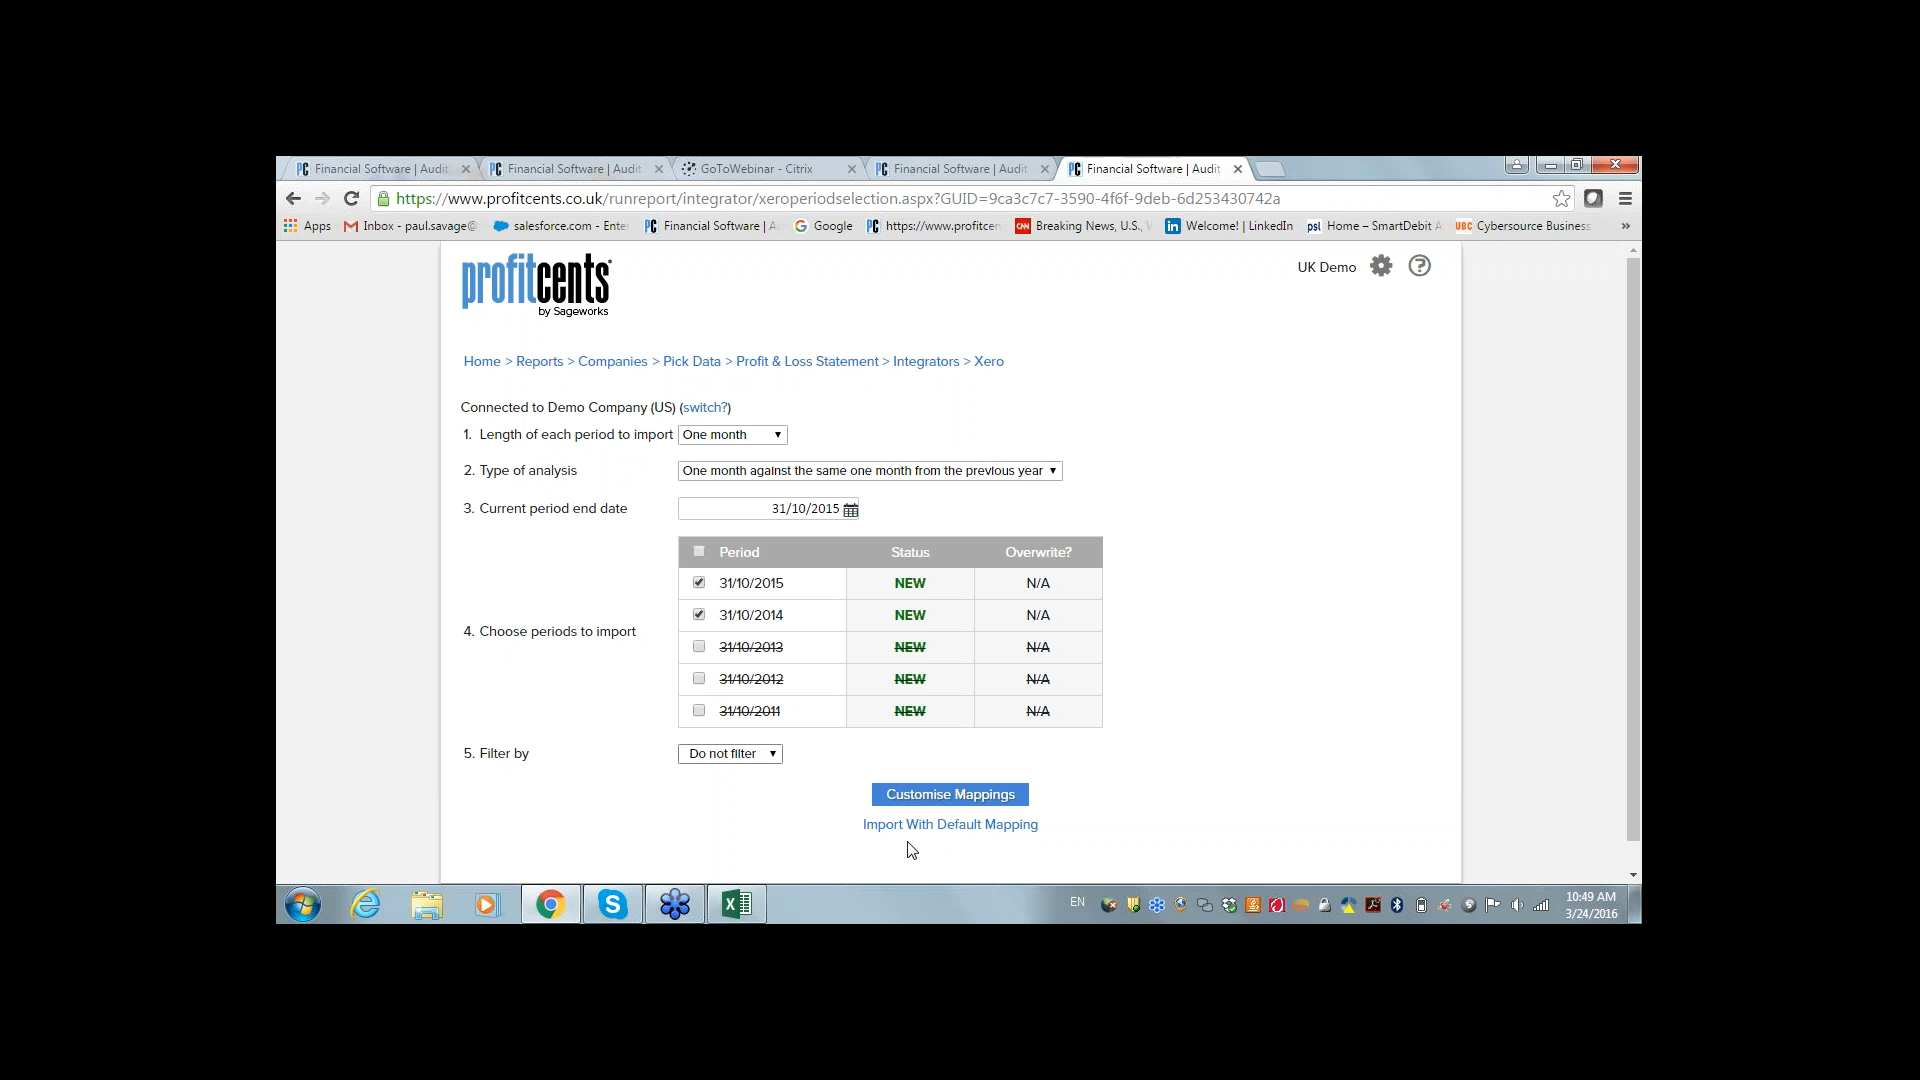 Financial Software | Audit
Financial Software | Audit
GoToWebinar - Citrix
Financial Software | Audit
Financial Software | Audit
https://www.profitcents.co.uk/runreport/integrator/xeroperiodselection.aspx?GUID=9ca3c7c7-3590-4f6f-9deb-6d253430742a
Apps
Inbox - paul.savage@
salesforce.com - Ente
Financial Software | A
Google
https://www.profitcen
Breaking News, U.S.,
Welcome! | LinkedIn
Home – SmartDebit
Cybersource Business
»
profitcents
by Sageworks
UK Demo
Home > Reports > Companies > Pick Data > Profit & Loss Statement > Integrators > Xero
Connected to Demo Company (US) (switch?)
1. Length of each period to import One month
2. Type of analysis One month against the same one month from the previous year
3. Current period end date 31/10/2015
Period Status Overwrite?
31/10/2015 NEW N/A
31/10/2014 NEW N/A
4. Choose periods to import
31/10/2013 NEW N/A
31/10/2012 NEW N/A
31/10/2011 NEW N/A
5. Filter by Do not filter
Customise Mappings
Import With Default Mapping
EN
10:49 AM
3/24/2016